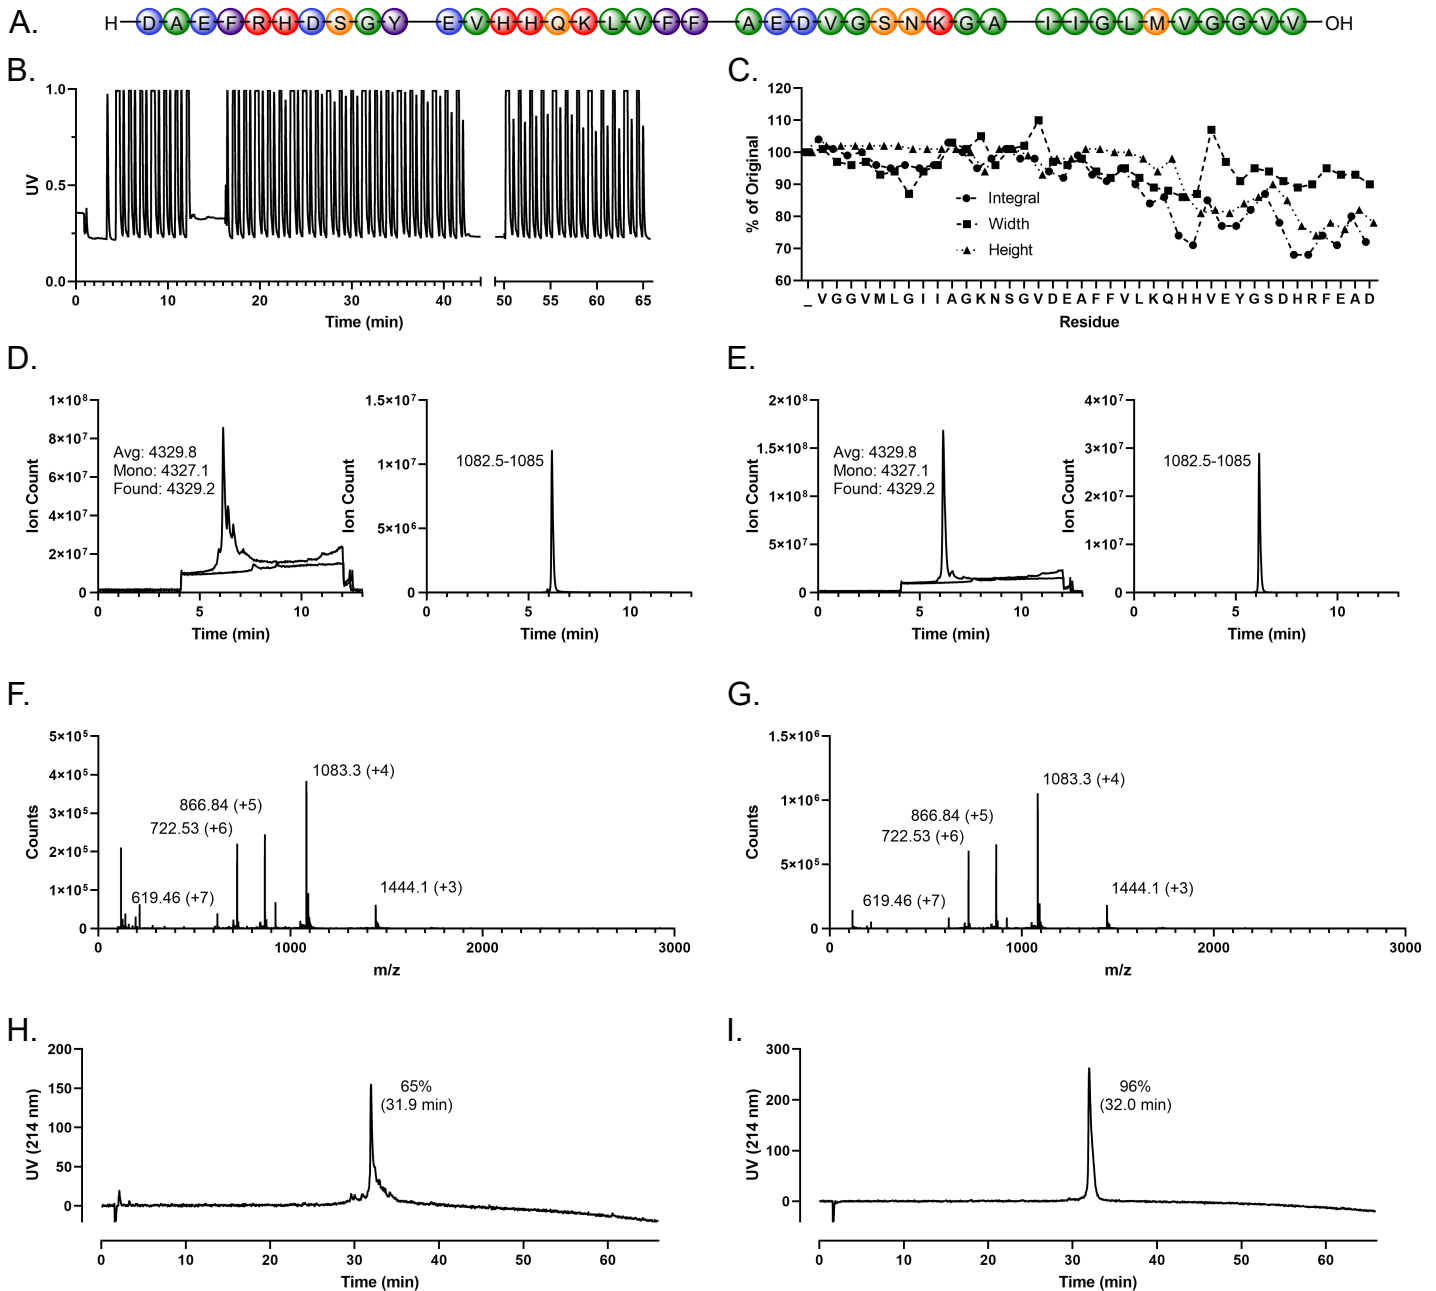 A.
H DAEFRHDSGY EVHHQKLVFF AEDVGSNKGA IIGLMVGGVV OH
B.
1.0
0.5
0.0
UV
0 10 20 30 40 50 55 60 65
Time (min)
C.
120
110
100
90
80
70
60
% of Original
Integral
Width
Height
_ V G G V M L G I I A G K N S G V D E A F F V L K Q H H V E Y G S D H R F E A D
Residue
D.
1×10⁸
8×10⁷
6×10⁷
4×10⁷
2×10⁷
0
Ion Count
Avg: 4329.8
Mono: 4327.1
Found: 4329.2
0 5 10
Time (min)
1.5×10⁷
1×10⁷
5×10⁶
0
Ion Count
1082.5-1085
0 5 10
Time (min)
E.
2×10⁸
1.5×10⁸
1×10⁸
5×10⁷
0
Ion Count
Avg: 4329.8
Mono: 4327.1
Found: 4329.2
0 5 10
Time (min)
4×10⁷
3×10⁷
2×10⁷
1×10⁷
0
Ion Count
1082.5-1085
0 5 10
Time (min)
F.
5×10⁵
4×10⁵
3×10⁵
2×10⁵
1×10⁵
0
Counts
1083.3 (+4)
866.84 (+5)
722.53 (+6)
619.46 (+7)
1444.1 (+3)
0 1000 2000 3000
m/z
G.
1.5×10⁶
1×10⁶
5×10⁵
0
Counts
1083.3 (+4)
866.84 (+5)
722.53 (+6)
619.46 (+7)
1444.1 (+3)
0 1000 2000 3000
m/z
H.
200
150
100
50
0
UV (214 nm)
65%
(31.9 min)
0 10 20 30 40 50 60
Time (min)
I.
300
200
100
0
UV (214 nm)
96%
(32.0 min)
0 10 20 30 40 50 60
Time (min)